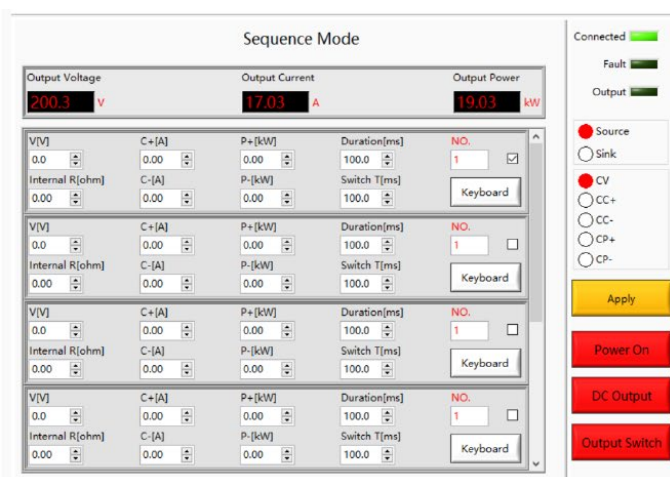 Sequence Mode
Output Voltage Output Current Output Power
200.3 V 17.03 A 19.03 kW
V[V] C+[A] P+[kW] Duration[ms] NO.
0.0 0.00 0.00 100.0 1
Internal R[ohm] C-[A] P-[kW] Switch T[ms]
0.00 0.00 0.00 100.0 Keyboard
V[V] C+[A] P+[kW] Duration[ms] NO.
0.0 0.00 0.00 100.0 1
Internal R[ohm] C-[A] P-[kW] Switch T[ms]
0.00 0.00 0.00 100.0 Keyboard
V[V] C+[A] P+[kW] Duration[ms] NO.
0.0 0.00 0.00 100.0 1
Internal R[ohm] C-[A] P-[kW] Switch T[ms]
0.00 0.00 0.00 100.0 Keyboard
V[V] C+[A] P+[kW] Duration[ms] NO.
0.0 0.00 0.00 100.0 1
Internal R[ohm] C-[A] P-[kW] Switch T[ms]
0.00 0.00 0.00 100.0 Keyboard
Connected
Fault
Output
Source
Sink
CV
CC+
CC-
CP+
CP-
Apply
Power On
DC Output
Output Switch